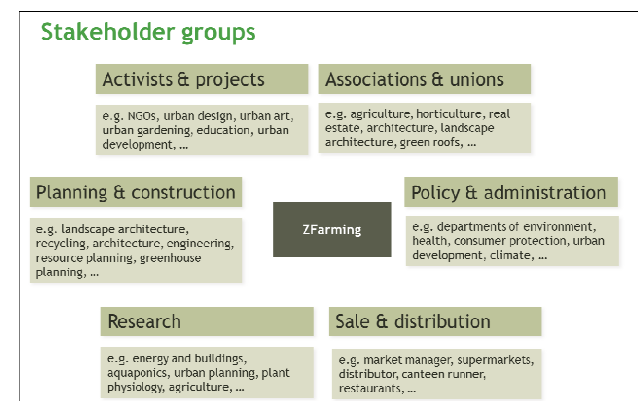 Stakeholder groups
Activists & projects
e.g. NGOs, urban design, urban art,
urban gardening, education, urban
development, ...
Associations & unions
e.g. agriculture, horticulture, real
estate, architecture, landscape
architecture, green roofs, ...
Planning & construction
e.g. landscape architecture,
recycling, architecture, engineering,
resource planning, greenhouse
planning, ...
ZFarming
Policy & administration
e.g. departments of environment,
health, consumer protection, urban
development, climate, ...
Research
e.g. energy and buildings,
aquaponics, urban planning, plant
physiology, agriculture, ...
Sale & distribution
e.g. market manager, supermarkets,
distributor, canteen runner,
restaurants, ...